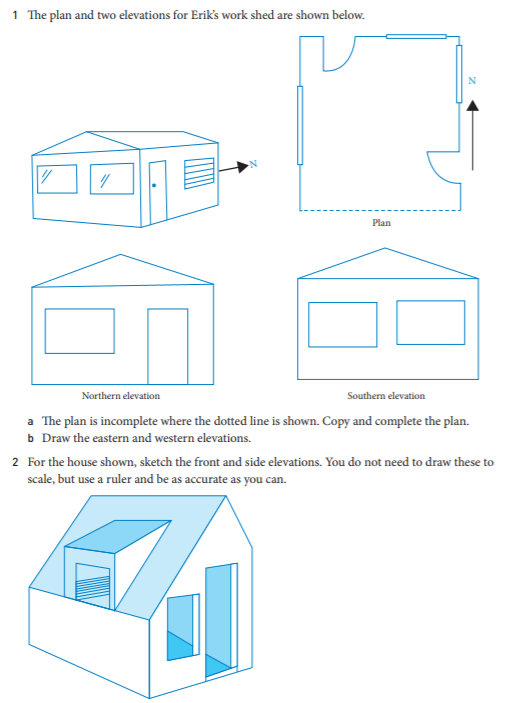 1 The plan and two elevations for Erik's work shed are shown below.
N
N
Plan
Northern elevation
Southern elevation
a The plan is incomplete where the dotted line is shown. Copy and complete the plan.
b Draw the eastern and western elevations.
2 For the house shown, sketch the front and side elevations. You do not need to draw these to
scale, but use a ruler and be as accurate as you can.